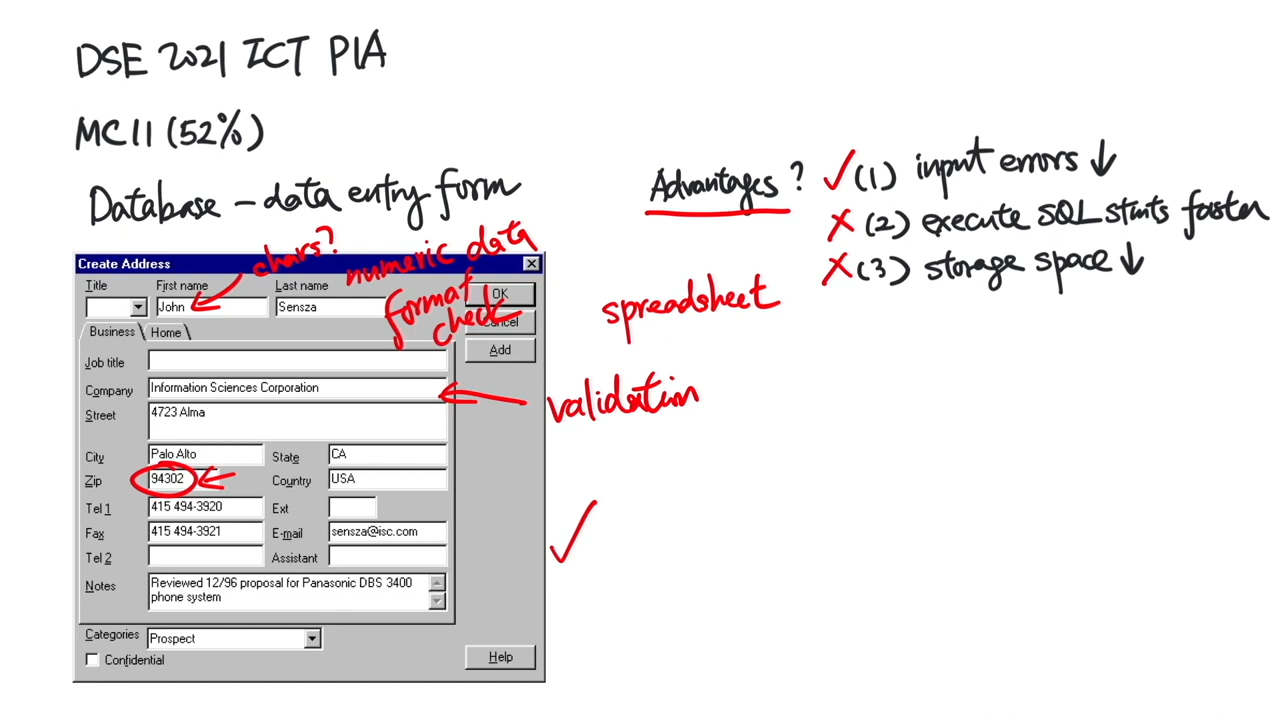 DSE 2021 ICT P1A
MC11 (52%)
Database - data entry form
Advantages ?
(1) input errors ↓
(2) execute SQL stmts faster
(3) storage space ↓
chars?
numeric data
format
check
spreadsheet
validation
Create Address
Title
First name
Last name
John
Sensza
OK
Cancel
Add
Business
Home
Job title
Company
Information Sciences Corporation
Street
4723 Alma
City
Palo Alto
State
CA
Zip
94302
Country
USA
Tel 1
415 494-3920
Ext
Fax
415 494-3921
E-mail
sensza@isc.com
Tel 2
Assistant
Notes
Reviewed 12/96 proposal for Panasonic DBS 3400
phone system
Categories
Prospect
Confidential
Help